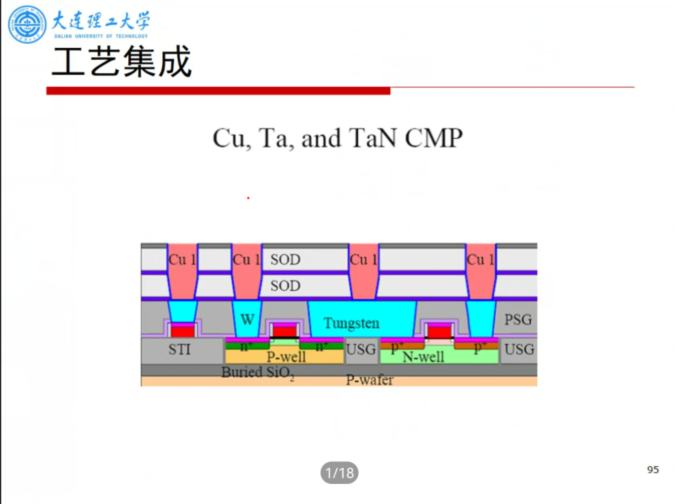 大连理工大学
DALIAN UNIVERSITY OF TECHNOLOGY
工艺集成
Cu, Ta, and TaN CMP
Cu 1 Cu 1 SOD Cu 1 Cu 1
SOD
W Tungsten PSG
STI n⁺ n⁺ USG p⁺ p⁺ USG
P-well N-well
Buried SiO₂ P-wafer
1/18
95